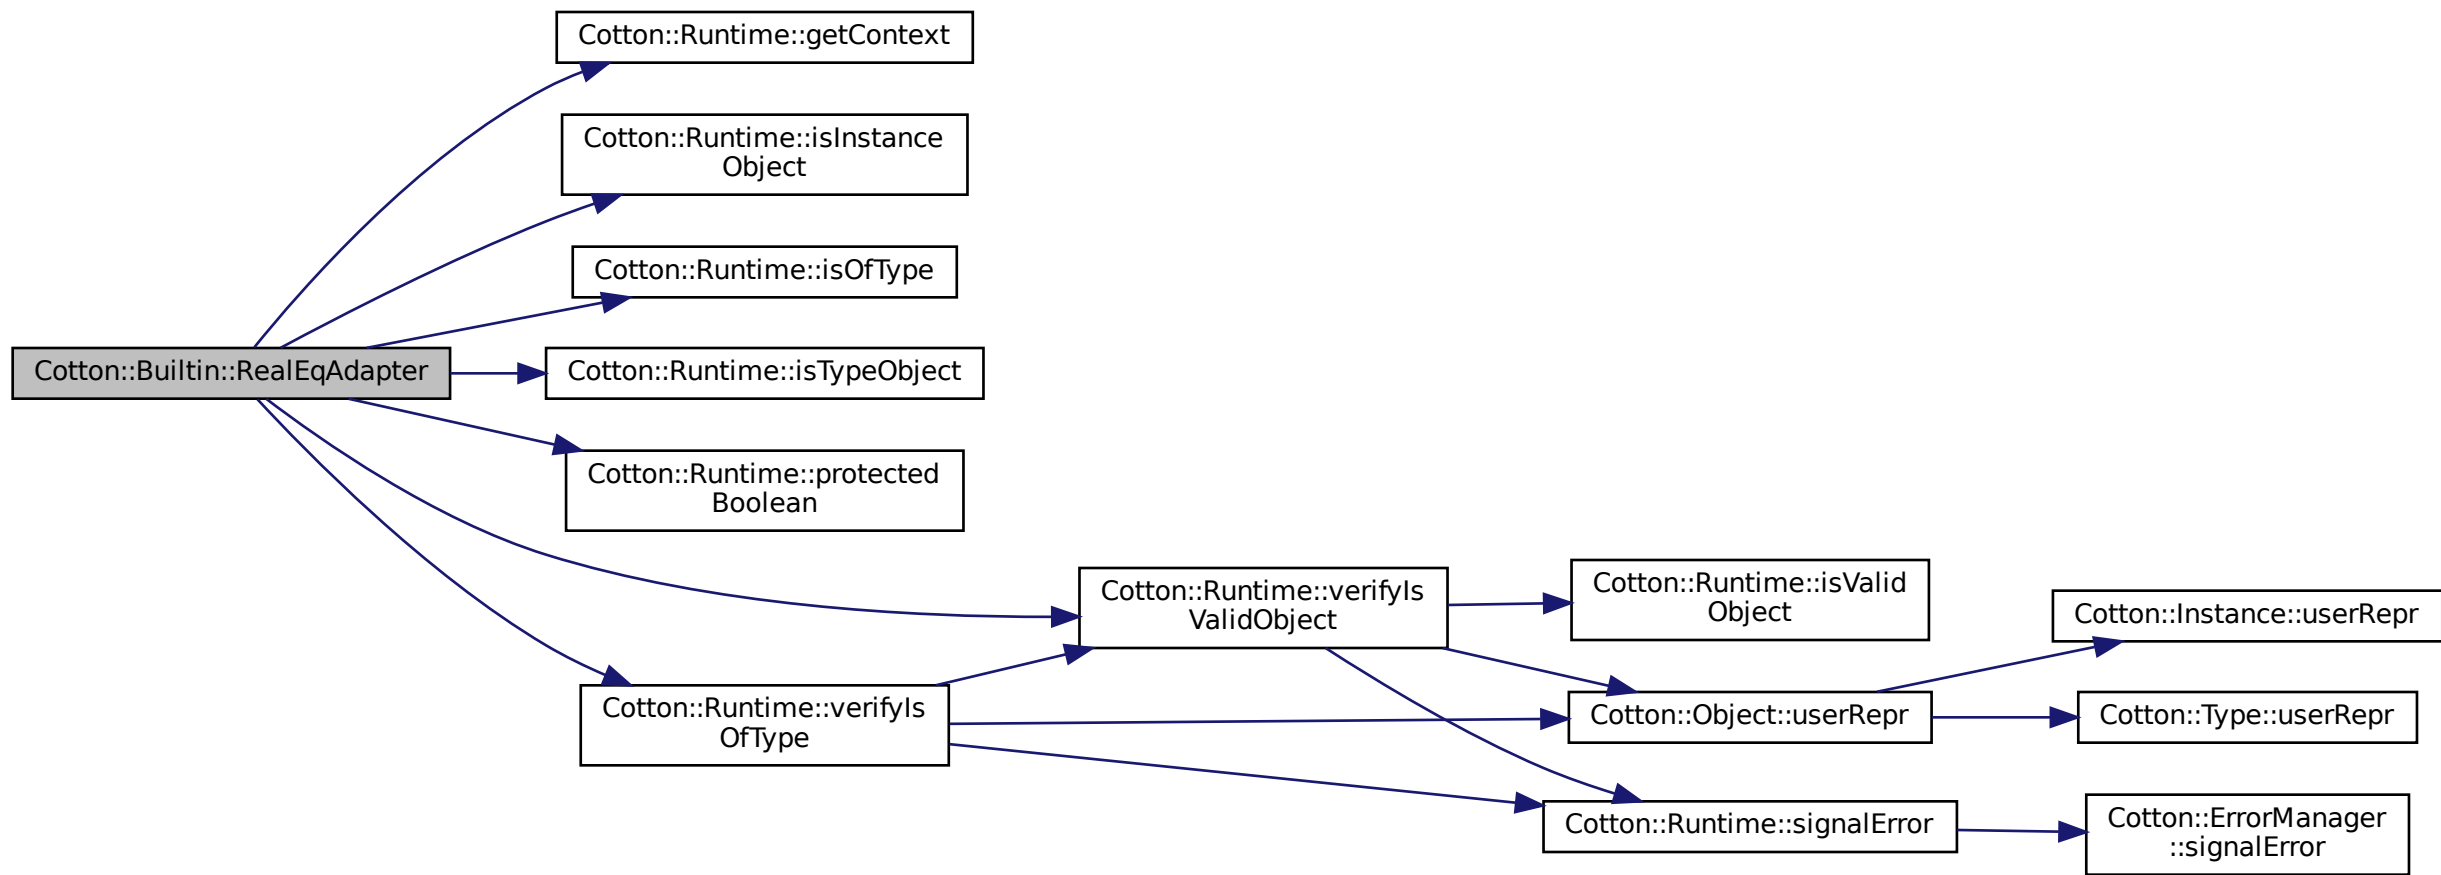 Cotton::Runtime::getContext
Cotton::Runtime::isInstance
Object
Cotton::Runtime::isOfType
Cotton::Builtin::RealEqAdapter
Cotton::Runtime::isTypeObject
Cotton::Runtime::protected
Boolean
Cotton::Runtime::verifyIs
ValidObject
Cotton::Runtime::isValid
Object
Cotton::Instance::userRepr
Cotton::Runtime::verifyIs
OfType
Cotton::Object::userRepr
Cotton::Type::userRepr
Cotton::Runtime::signalError
Cotton::ErrorManager
::signalError